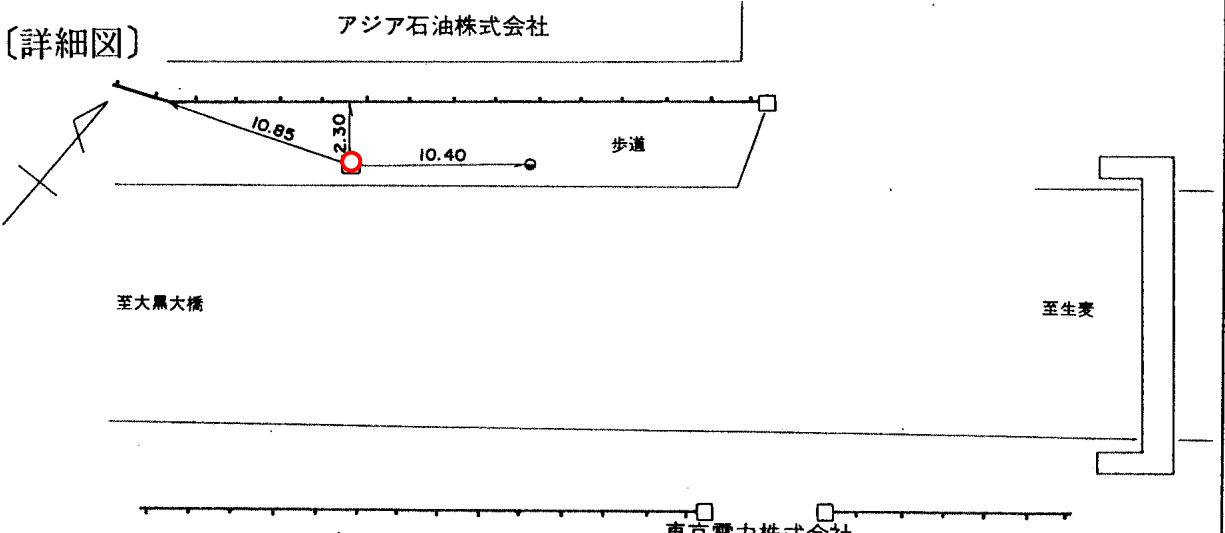 アジア石油株式会社
〔詳細図〕
10.85
2.30
10.40
歩道
至大黒大橋
至生麦
東京電力株式会社